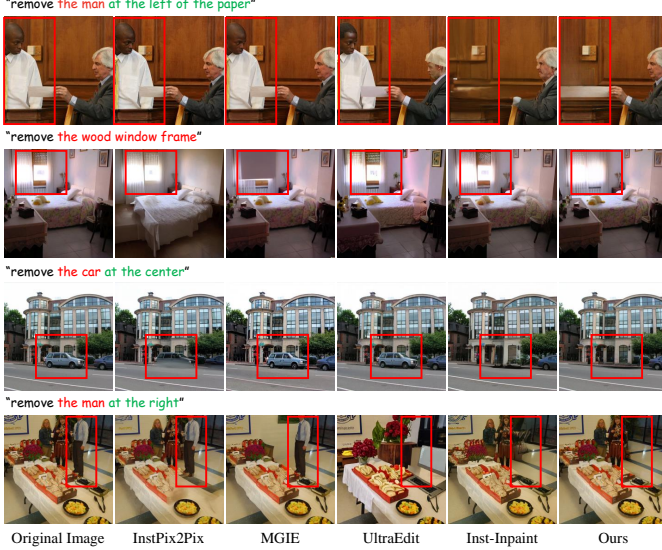 "remove the man at the left of the paper"
"remove the wood window frame"
"remove the car at the center"
"remove the man at the right"
Original Image InstPix2Pix MGIE UltraEdit Inst-Inpaint Ours